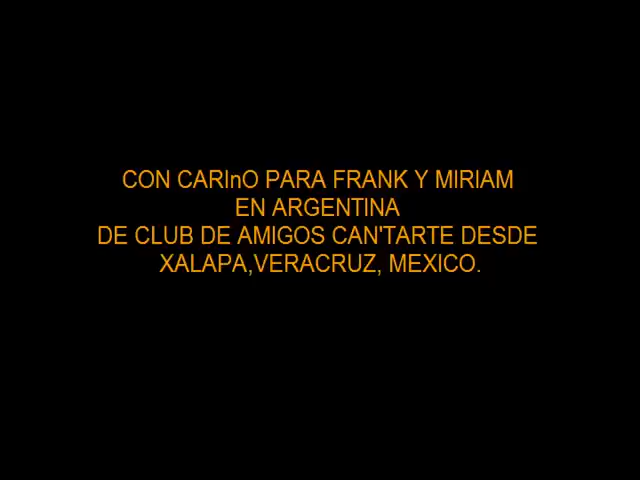 CON CARInO PARA FRANK Y MIRIAM
EN ARGENTINA
DE CLUB DE AMIGOS CAN'TARTE DESDE
XALAPA,VERACRUZ, MEXICO.